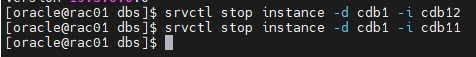 [oracle@rac01 dbs]$ srvctl stop instance -d cdb1 -i cdb12
[oracle@rac01 dbs]$ srvctl stop instance -d cdb1 -i cdb11
[oracle@rac01 dbs]$